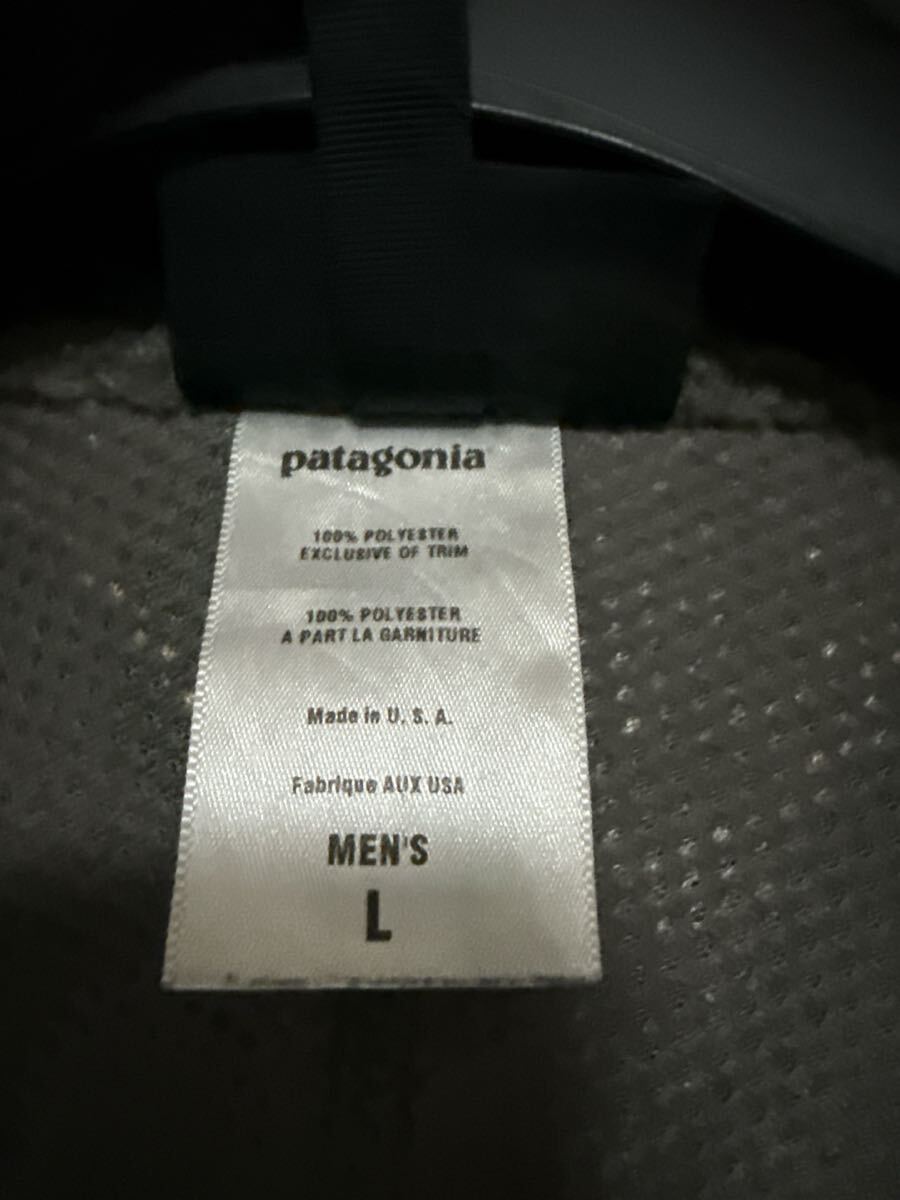 patagonia
100% POLYESTER
EXCLUSIVE OF TRIM
100% POLYESTER
A PART LA GARNITURE
Made in U. S. A.
Fabrique AUX USA
MEN'S
L